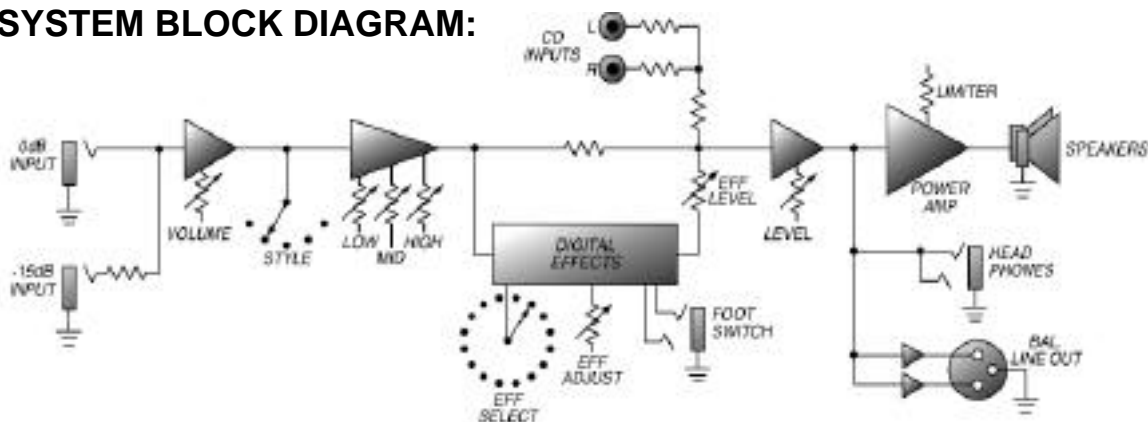 SYSTEM BLOCK DIAGRAM:
CD
INPUTS
L
R
LIMITER
0dB
INPUT
SPEAKERS
EFF
LEVEL
POWER
AMP
VOLUME
STYLE
LOW
MID
HIGH
LEVEL
DIGITAL
EFFECTS
-15dB
INPUT
HEAD
PHONES
FOOT
SWITCH
BAL
LINE OUT
EFF
ADJUST
EFF
SELECT